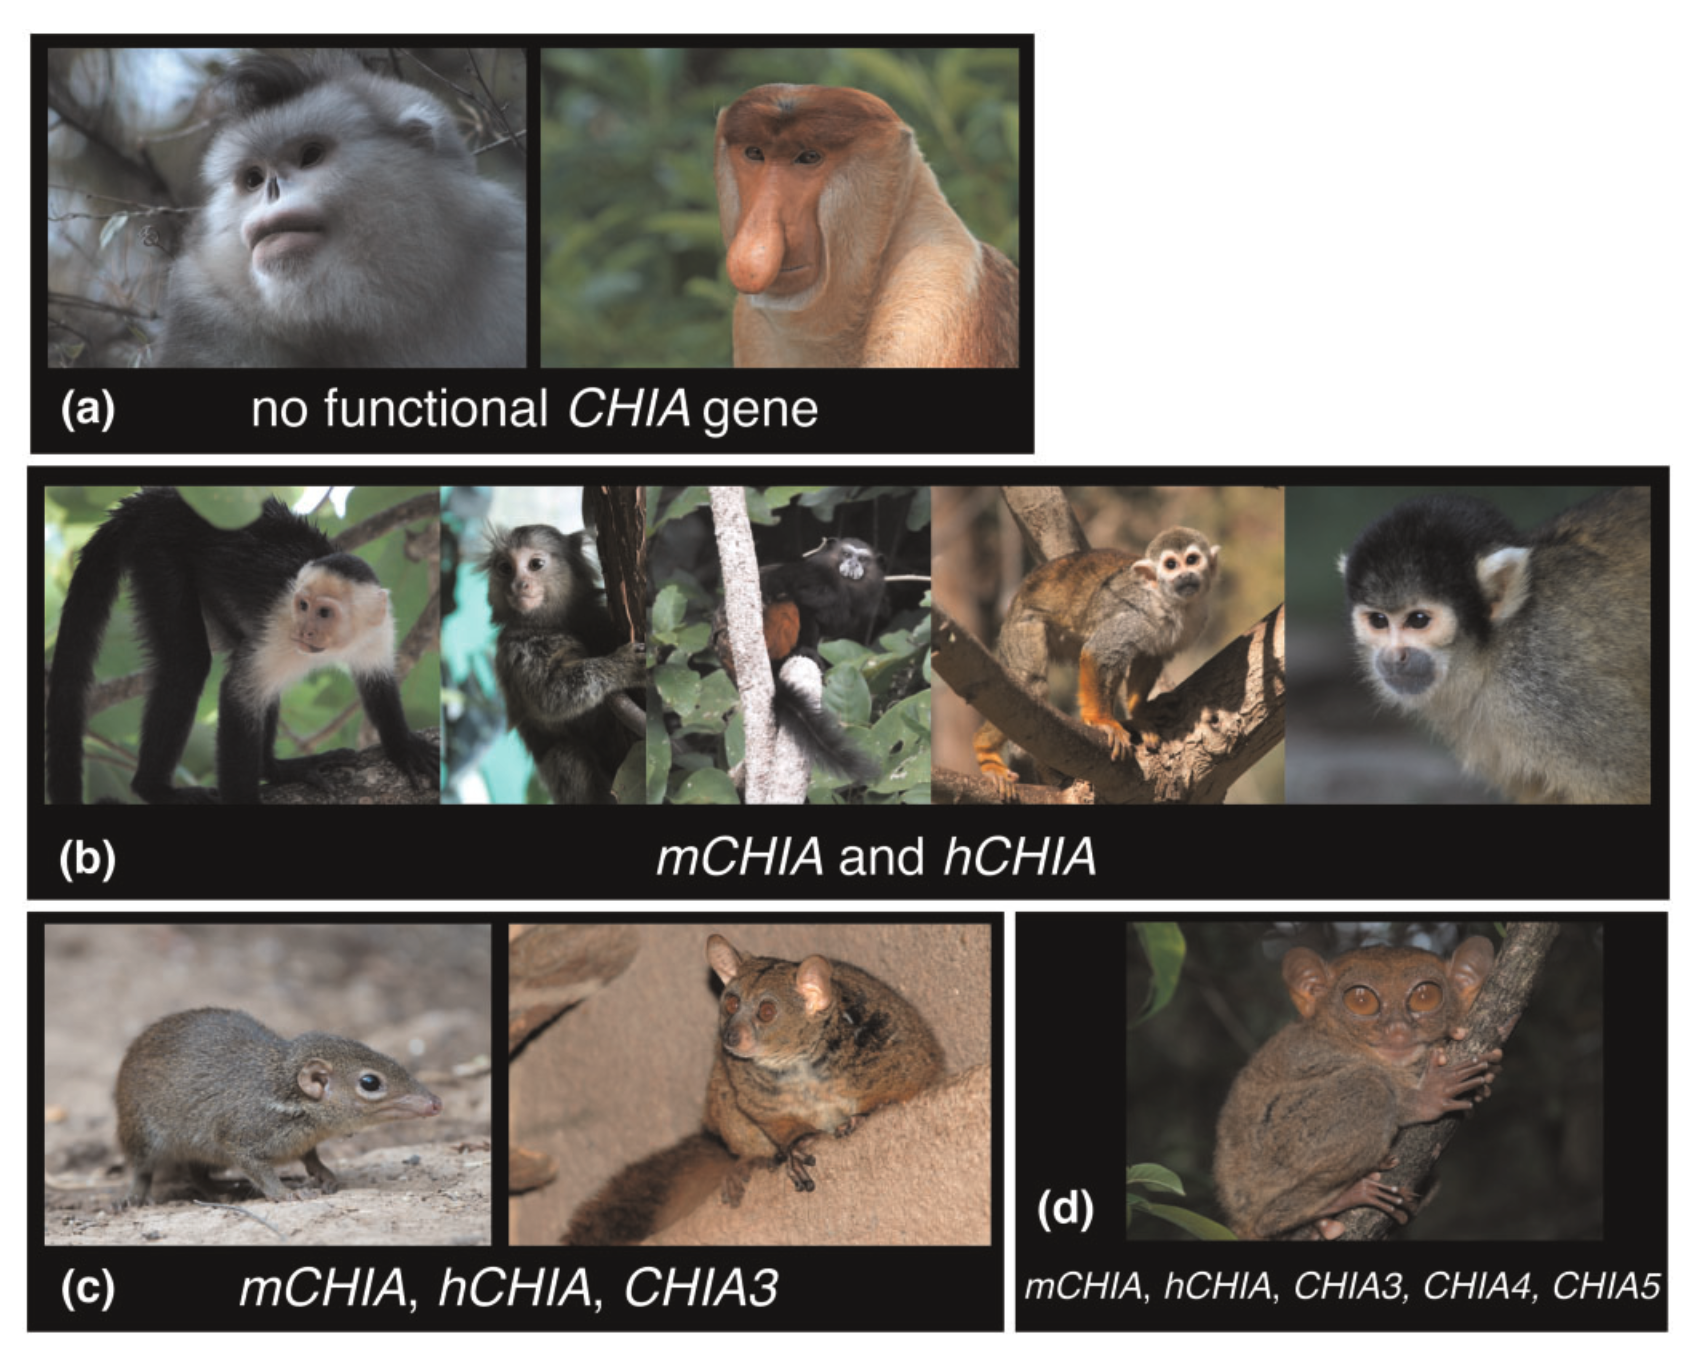 (a) no functional CHIA gene
(b) mCHIA and hCHIA
(c) mCHIA, hCHIA, CHIA3
(d)
mCHIA, hCHIA, CHIA3, CHIA4, CHIA5